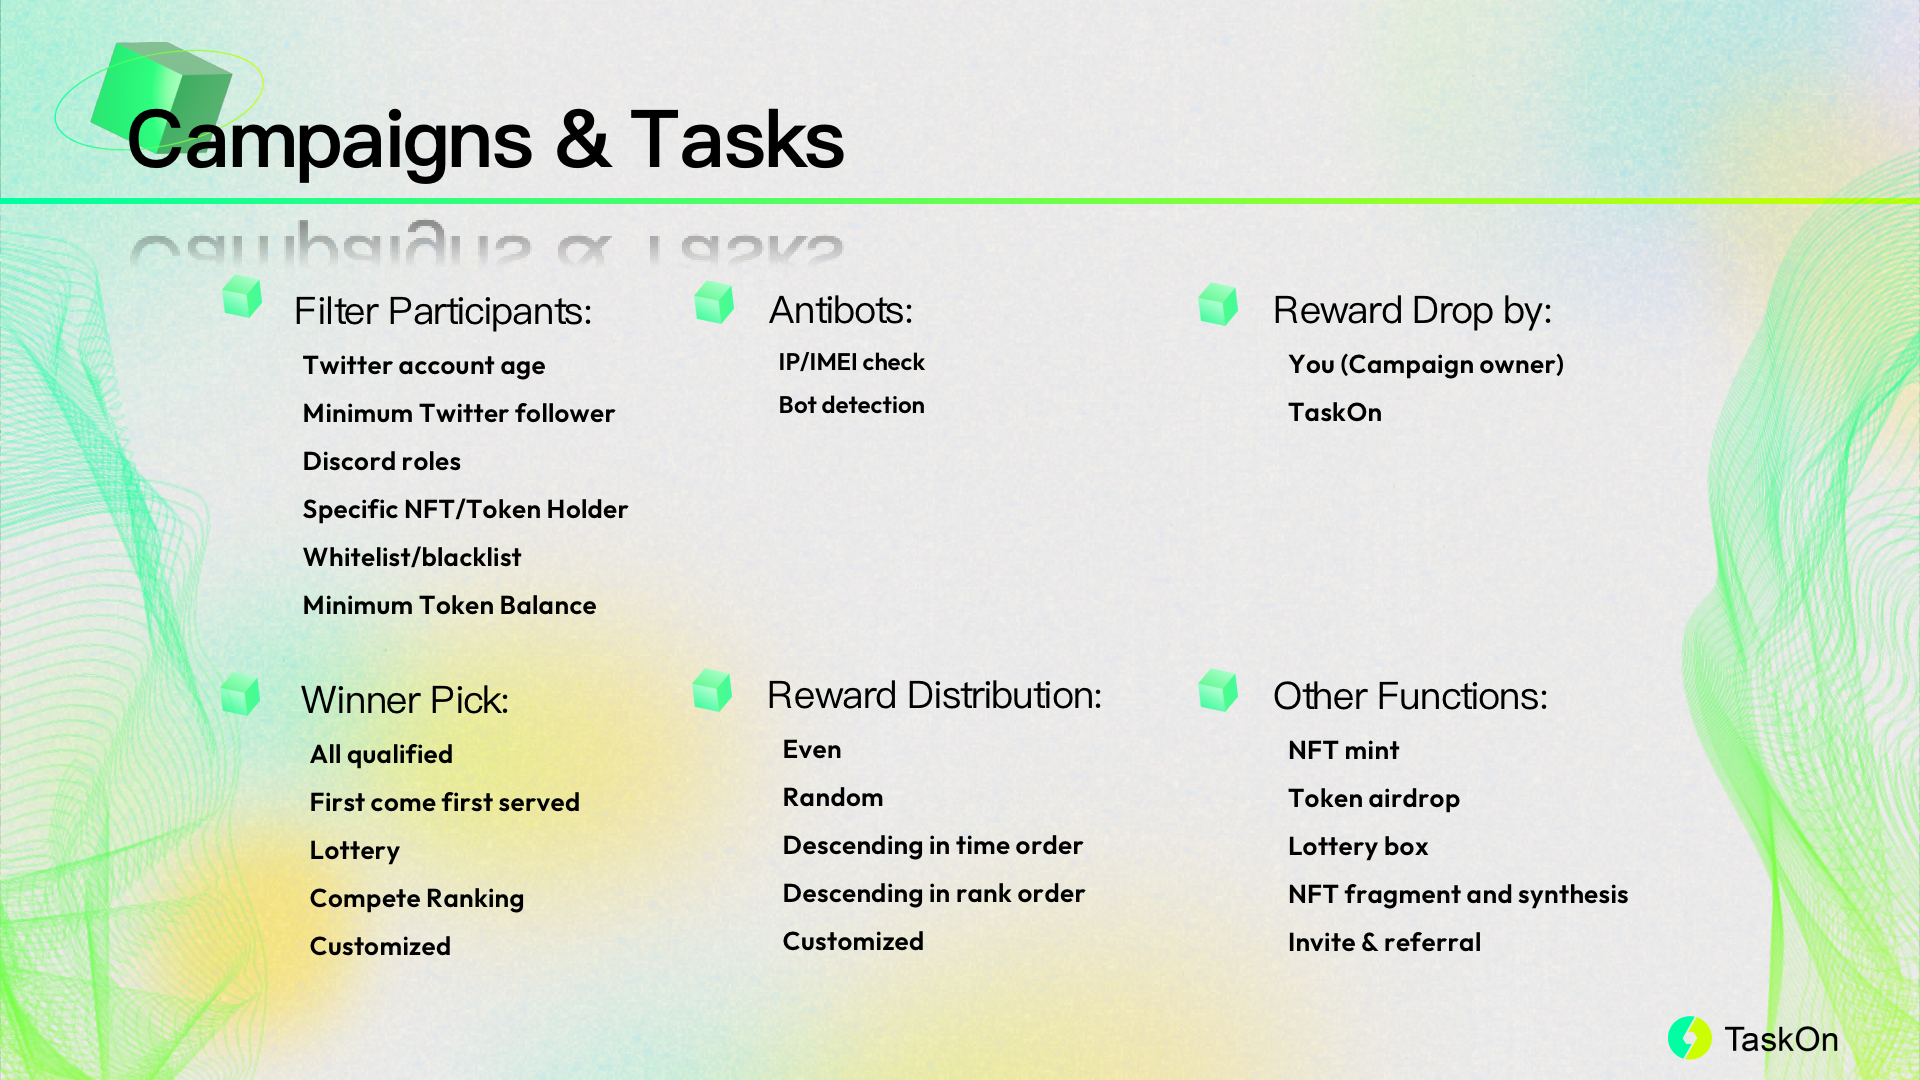 Campaigns & Tasks
Filter Participants:
Twitter account age
Minimum Twitter follower
Discord roles
Specific NFT/Token Holder
Whitelist/blacklist
Minimum Token Balance
Antibots:
IP/IMEI check
Bot detection
Reward Drop by:
You (Campaign owner)
TaskOn
Winner Pick:
All qualified
First come first served
Lottery
Compete Ranking
Customized
Reward Distribution:
Even
Random
Descending in time order
Descending in rank order
Customized
Other Functions:
NFT mint
Token airdrop
Lottery box
NFT fragment and synthesis
Invite & referral
TaskOn